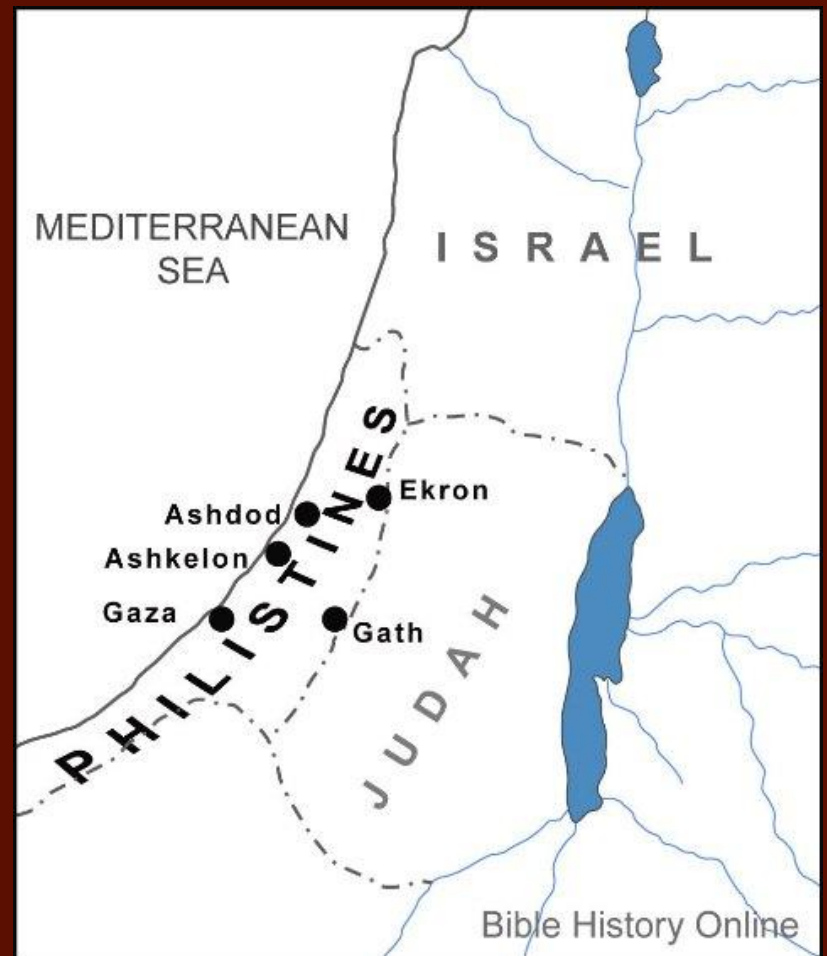 MEDITERRANEAN
SEA
ISRAEL
PHILISTINES
Ekron
Ashdod
Ashkelon
Gaza
Gath
JUDAH
Bible History Online